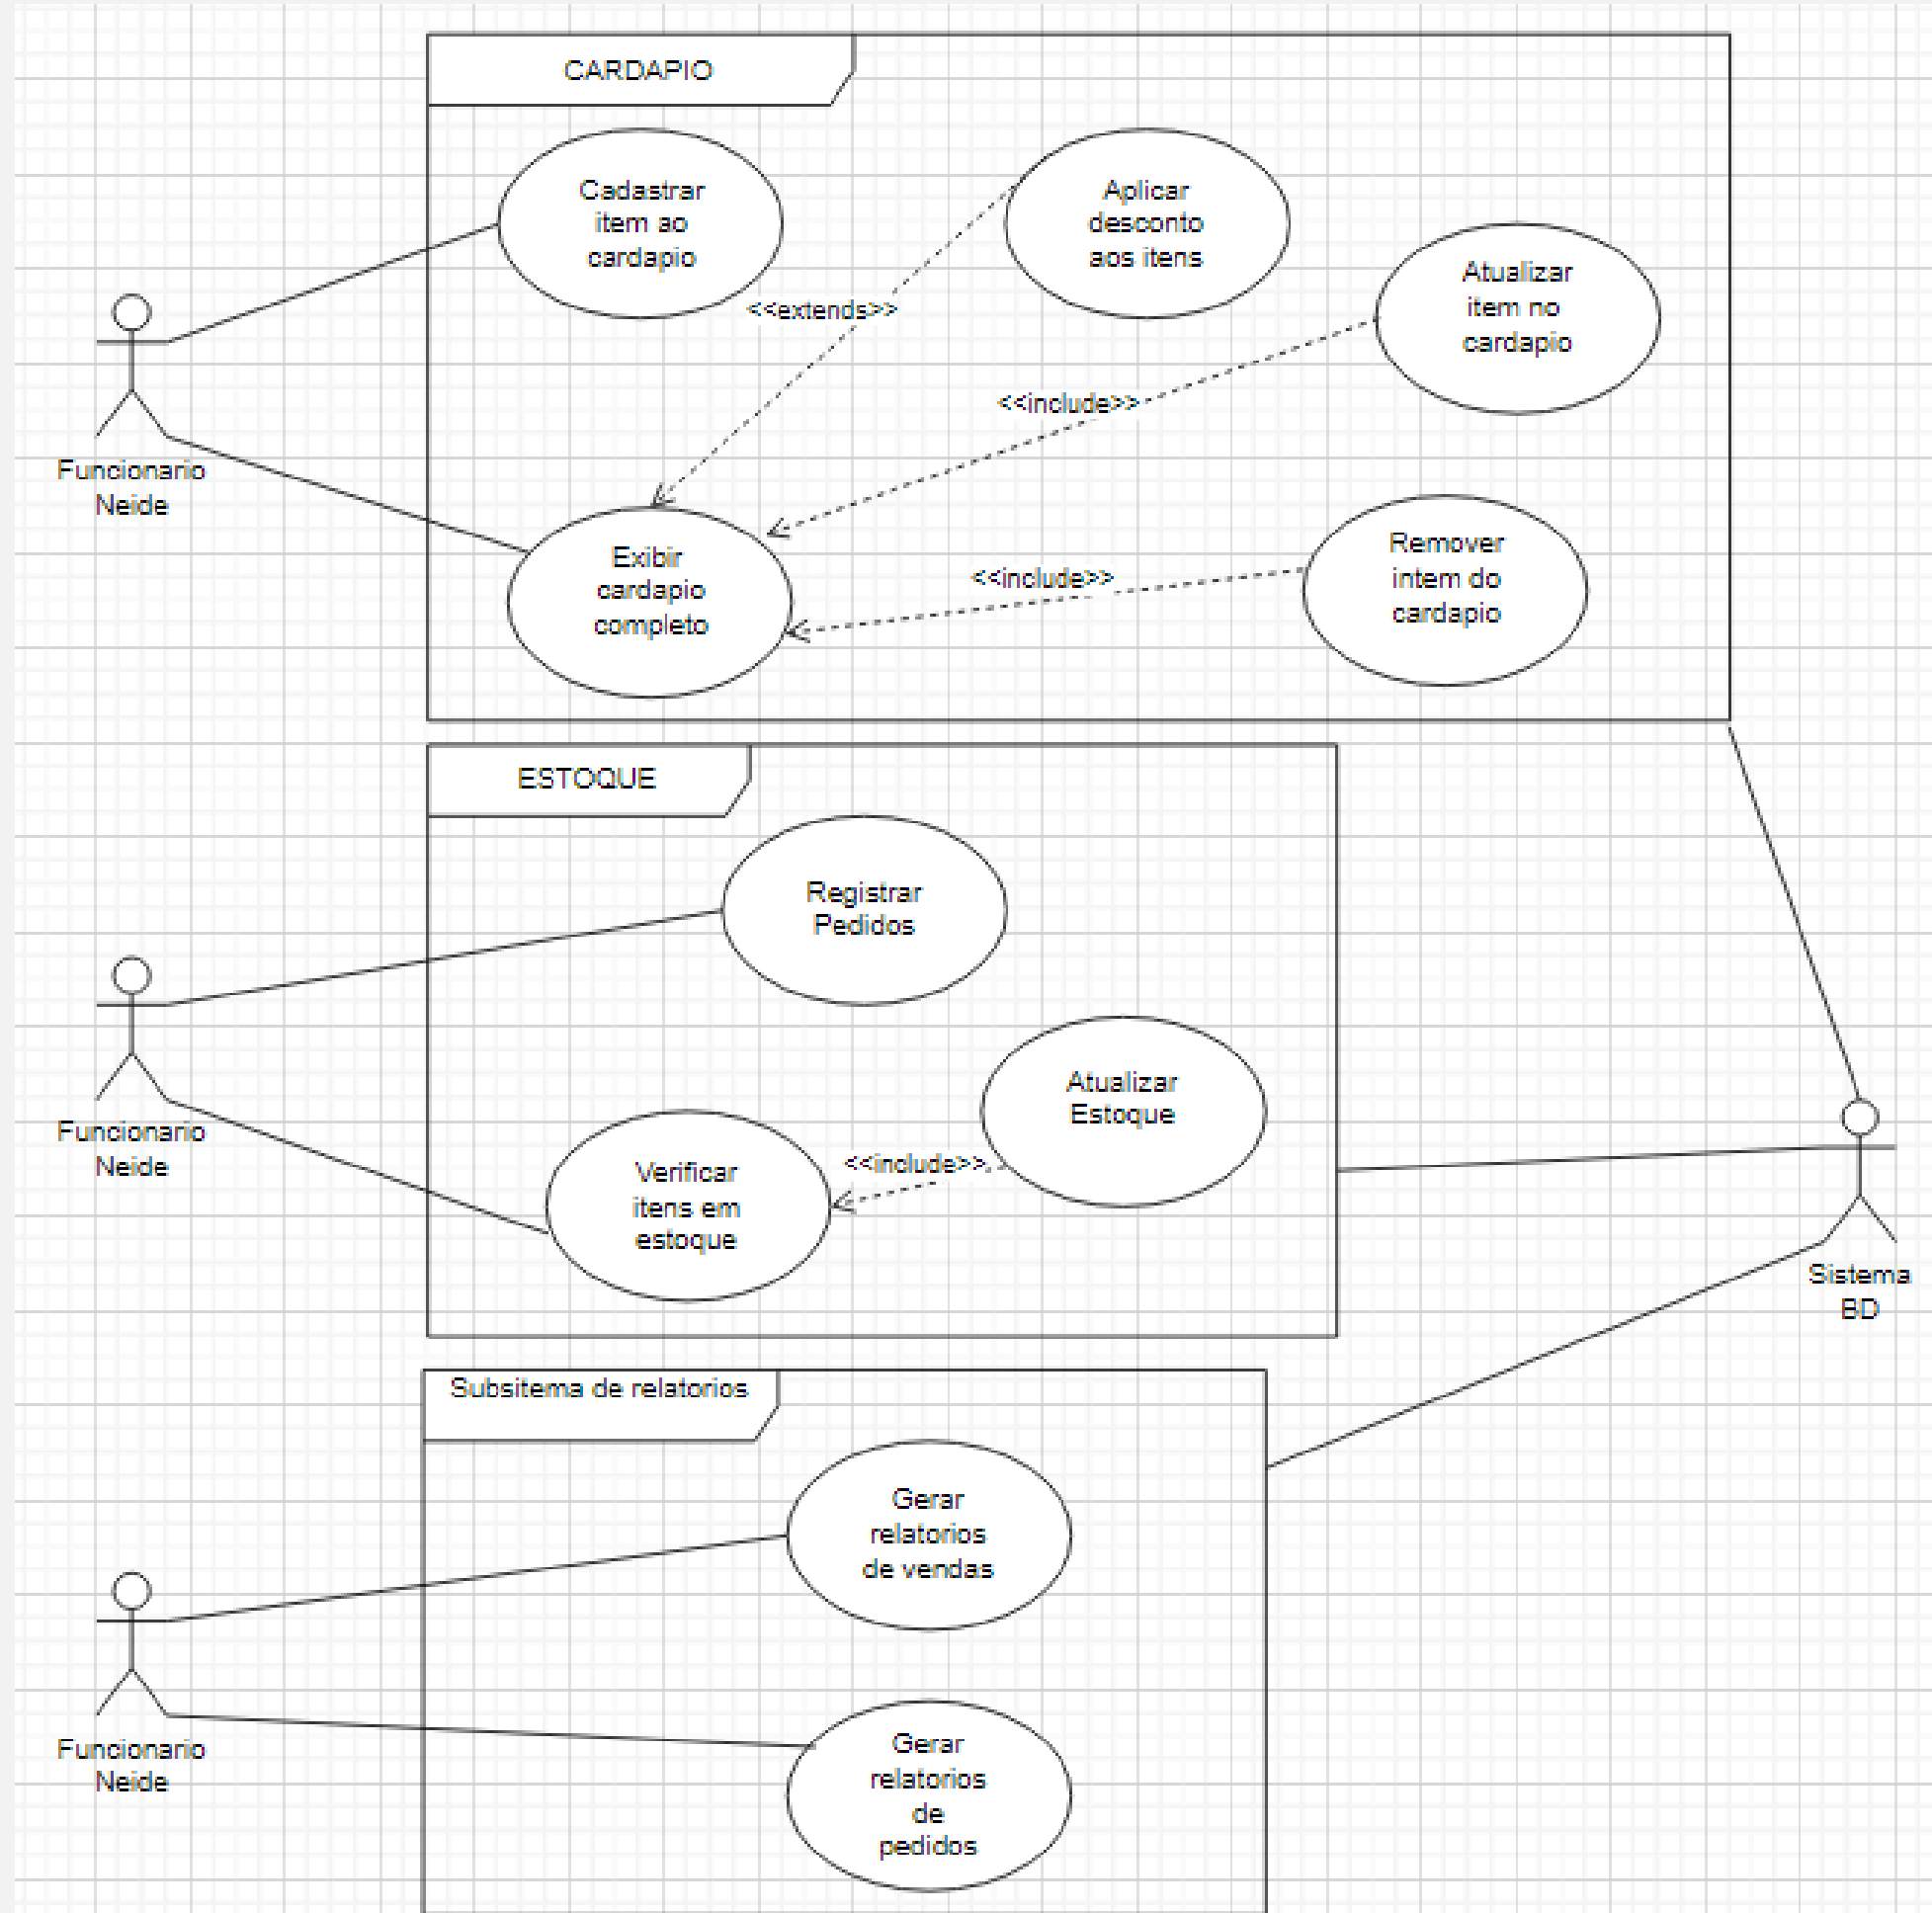 CARDAPIO
Cadastrar
item ao
cardapio
Aplicar
desconto
aos itens
Atualizar
item no
cardapio
<<extends>>
<<include>>
Funcionario
Neide
Exibir
cardapio
completo
<<include>>
Remover
intem do
cardapio
ESTOQUE
Registrar
Pedidos
Atualizar
Estoque
Funcionario
Neide
Verificar
itens em
estoque
<<include>>
Sistema
BD
Subsitema de relatorios
Gerar
relatorios
de vendas
Funcionario
Neide
Gerar
relatorios
de
pedidos